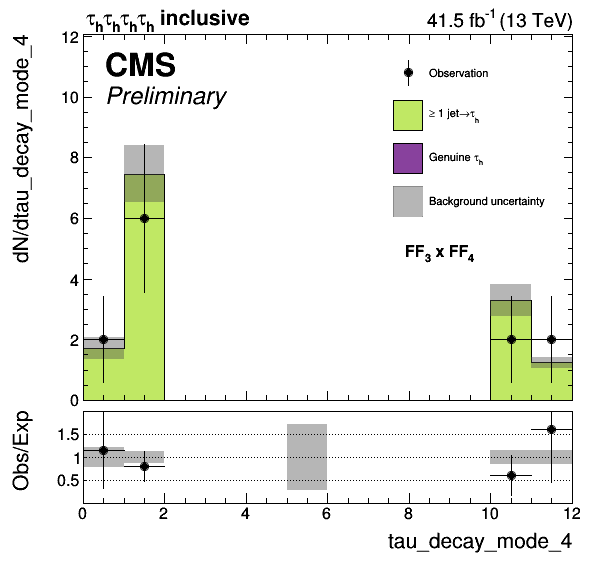 τhτhτhτh inclusive
41.5 fb-1 (13 TeV)
CMS
Preliminary
Observation
≥ 1 jet→τh
Genuine τh
Background uncertainty
FF3 x FF4
dN/dtau_decay_mode_4
12
10
8
6
4
2
0
Obs/Exp
1.5
1
0.5
0 2 4 6 8 10 12
tau_decay_mode_4